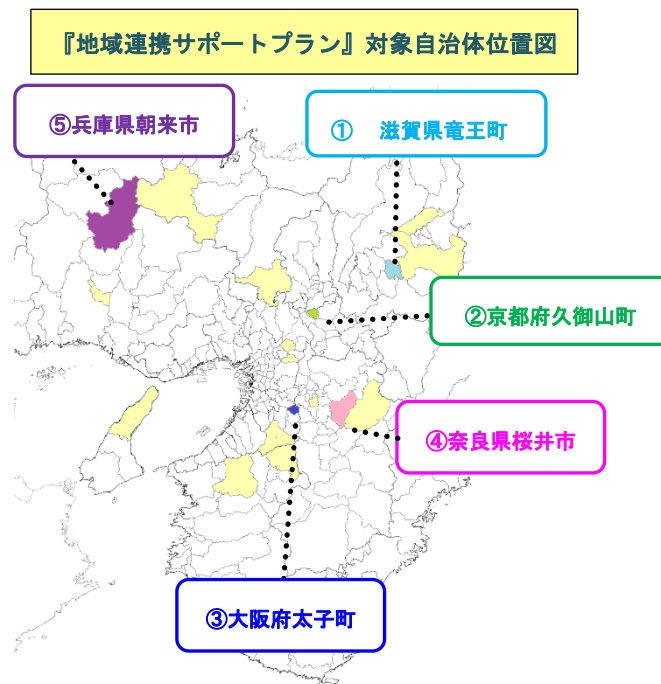 『地域連携サポートプラン』対象自治体位置図
⑤兵庫県朝来市
① 滋賀県竜王町
②京都府久御山町
④奈良県桜井市
③大阪府太子町